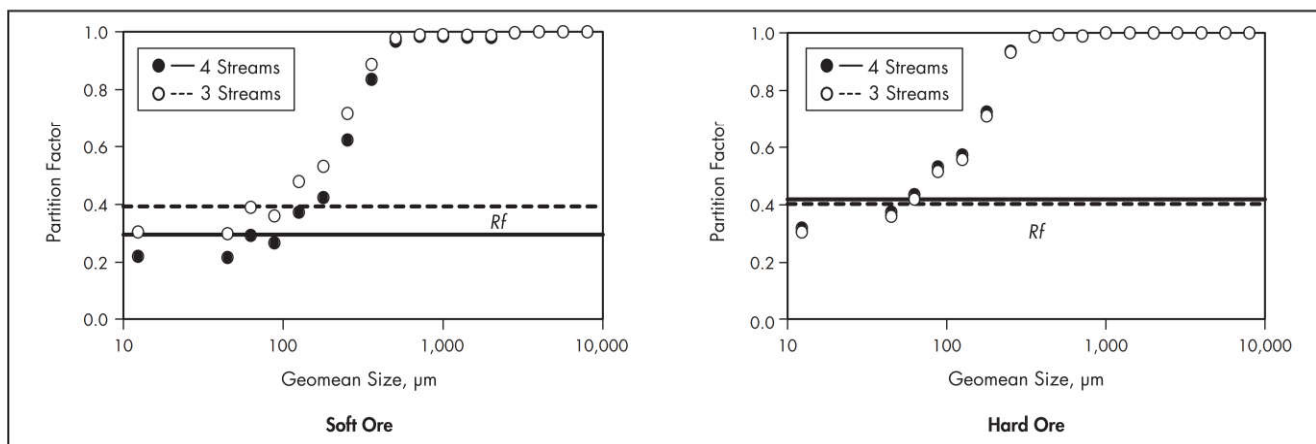 1.0
0.8
0.6
0.4
0.2
0.0
Partition Factor
4 Streams
3 Streams
Rf
10
100
1,000
10,000
Geomean Size, µm
Soft Ore
1.0
0.8
0.6
0.4
0.2
0.0
Partition Factor
4 Streams
3 Streams
Rf
10
100
1,000
10,000
Geomean Size, µm
Hard Ore